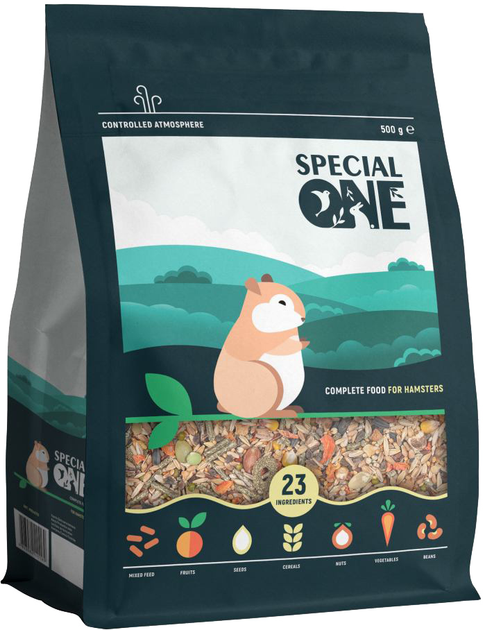 CONTROLLED ATMOSPHERE
500 g ℮
SPECIAL
ONE
COMPLETE FOOD FOR HAMSTERS
23
INGREDIENTS
MIXED FEED
FRUITS
SEEDS
CEREALS
NUTS
VEGETABLES
BEANS
SPECIAL
ONE